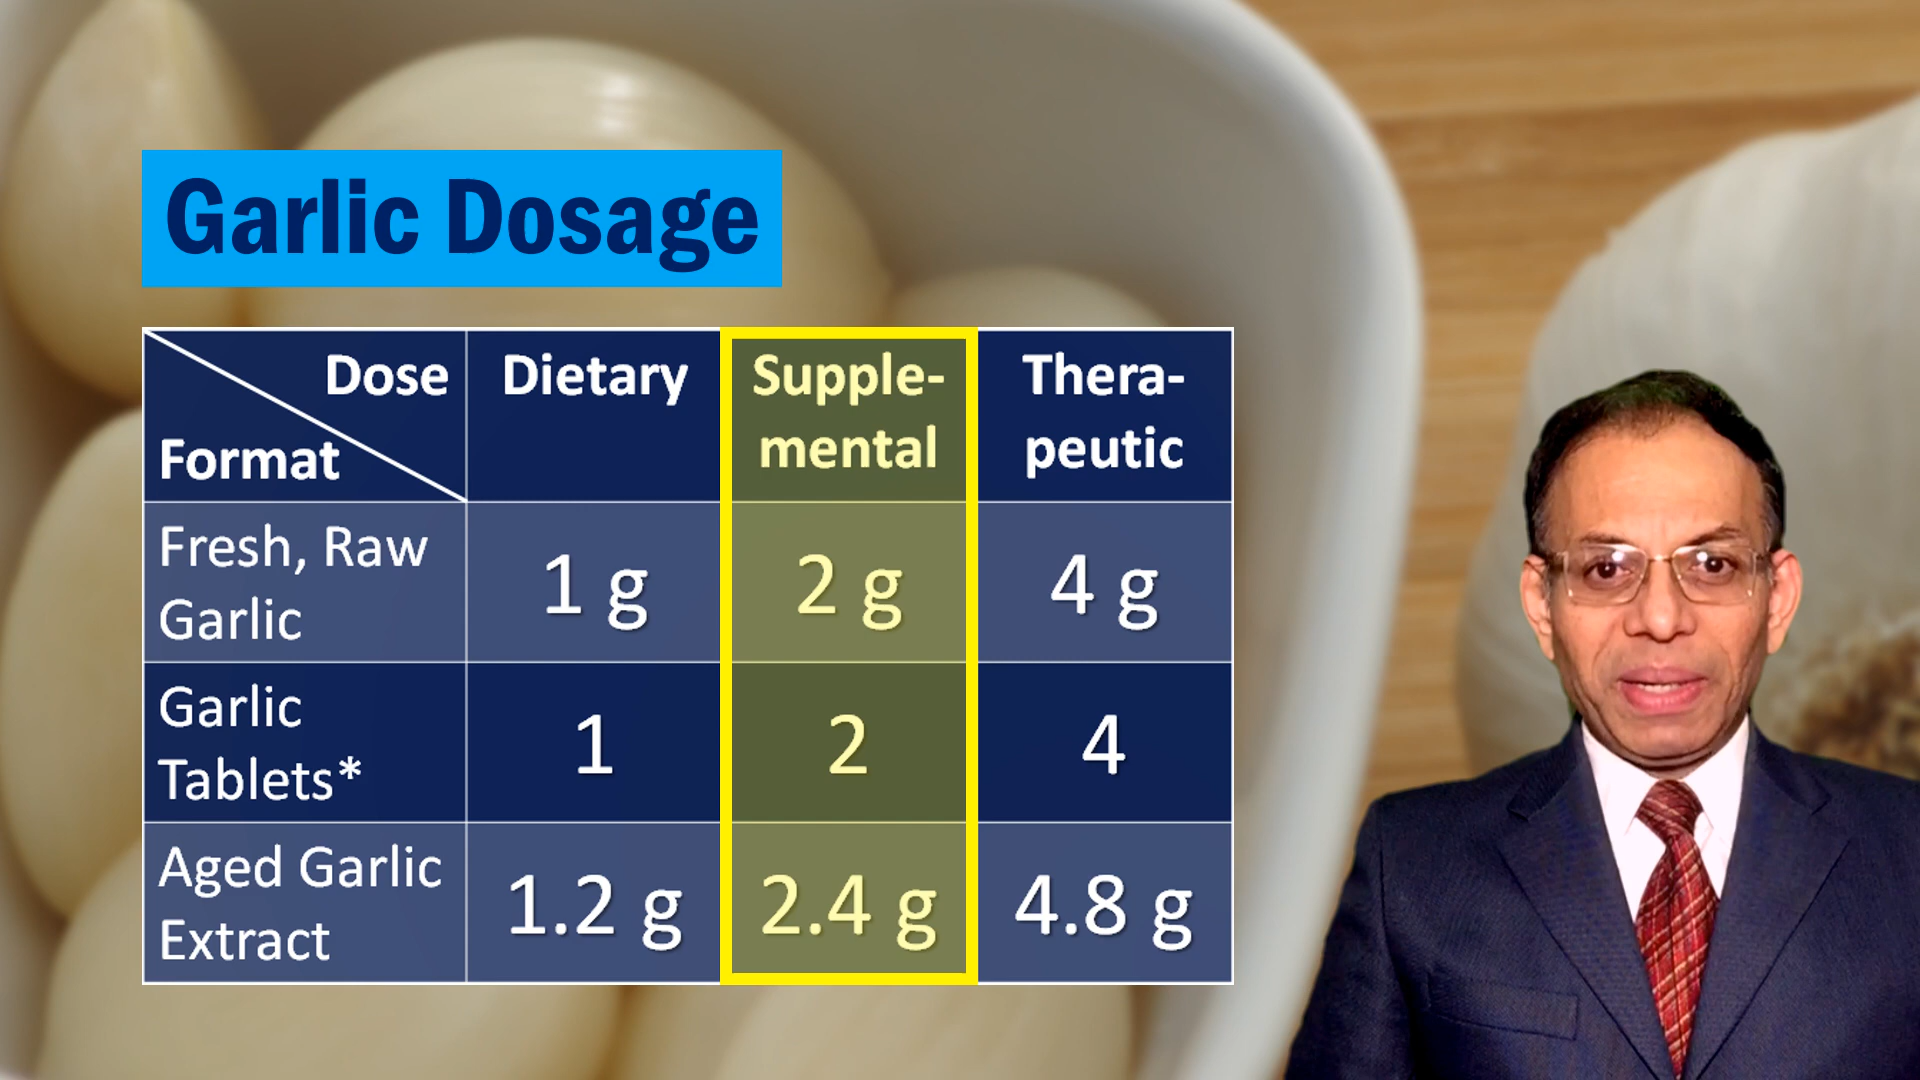 Garlic Dosage
Dose
Format
Dietary
Supple-
mental
Thera-
peutic
Fresh, Raw
Garlic
1 g
2 g
4 g
Garlic
Tablets*
1
2
4
Aged Garlic
Extract
1.2 g
2.4 g
4.8 g